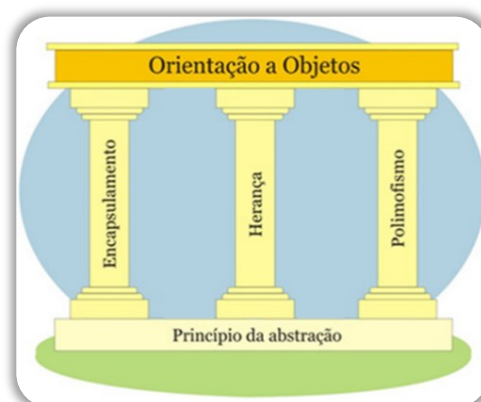 Orientação a Objetos
Encapsulamento
Herança
Polimofismo
Princípio da abstração